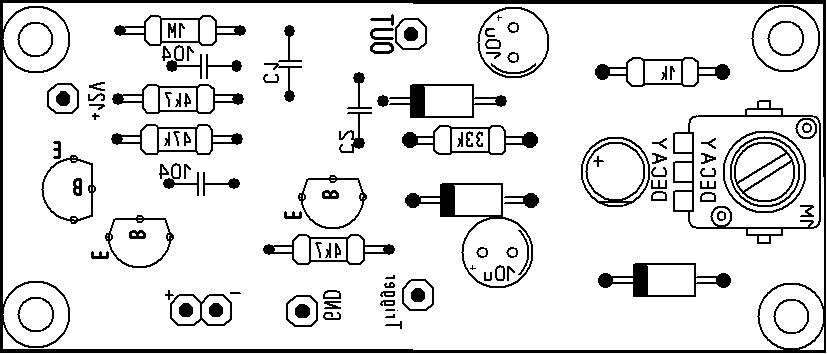 1M
OUT
10u
104
C1
1k
+12V
4k7
C2
33k
47k
E
B
104
+
DECAY
DECAY
E
B
B
E
1M
4k7
10u
+
+ -
GND
Trigger
+